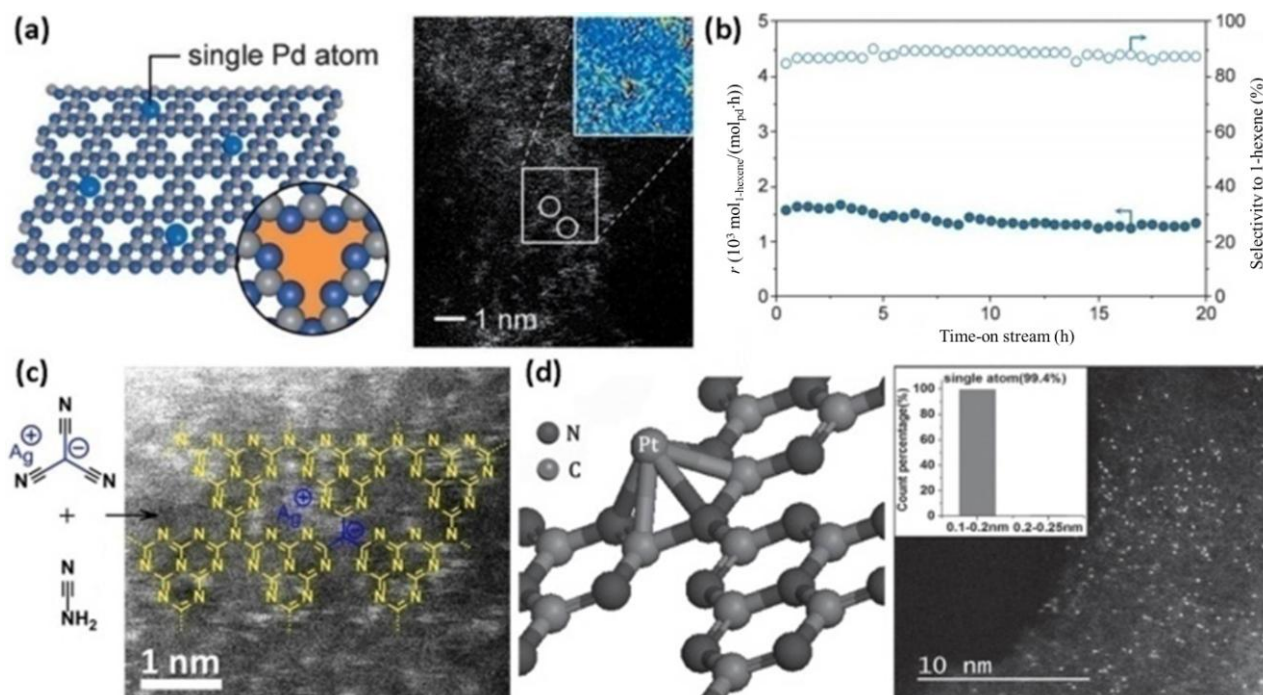 (a)
single Pd atom
1 nm
(b)
r (10³ mol1-hexene/(molpd·h))
5
4
3
2
1
0
100
80
60
40
20
0
Selectivity to 1-hexene (%)
0 5 10 15 20
Time-on stream (h)
(c)
N
Ag ⊕ ⊖
N N
+
N
NH₂
Ag ⊕ ⊖
1 nm
(d)
Pt
N
C
single atom(99.4%)
Count percentage(%)
100
80
60
40
20
0
0.1-0.2nm 0.2-0.25nm
10 nm